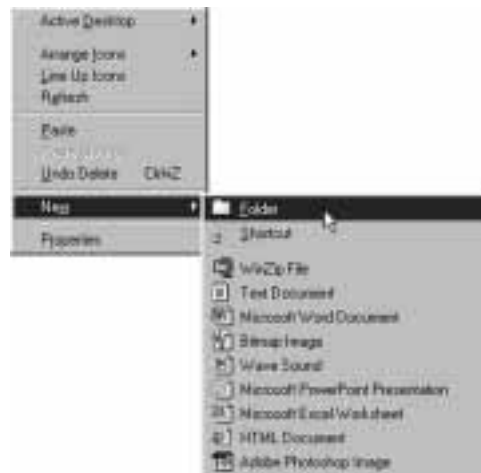 Active Desktop
Arrange Icons
Line Up Icons
Refresh
Paste
Undo Delete Ctrl+Z
New
Properties
Folder
Shortcut
WinZip File
Text Document
Microsoft Word Document
Bitmap Image
Wave Sound
Microsoft PowerPoint Presentation
Microsoft Excel Worksheet
HTML Document
Adobe Photoshop Image